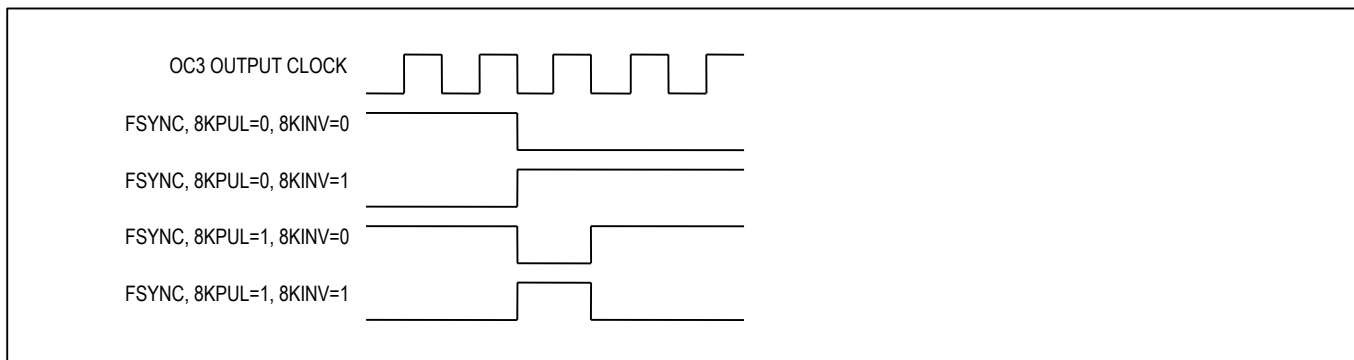 OC3 OUTPUT CLOCK
FSYNC, 8KPUL=0, 8KINV=0
FSYNC, 8KPUL=0, 8KINV=1
FSYNC, 8KPUL=1, 8KINV=0
FSYNC, 8KPUL=1, 8KINV=1